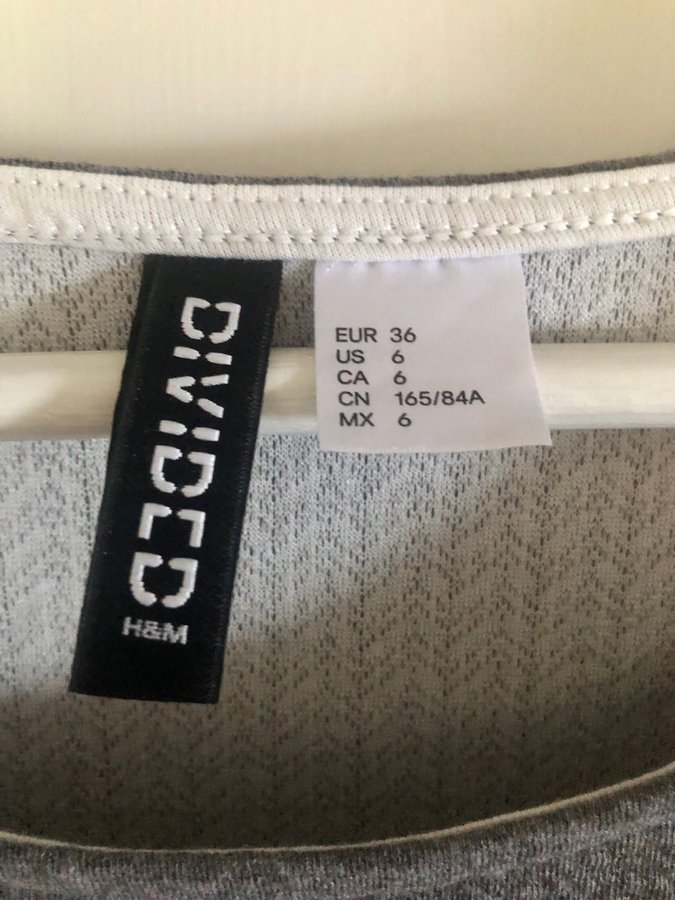 DIVIDED
H&M
EUR 36
US 6
CA 6
CN 165/84A
MX 6